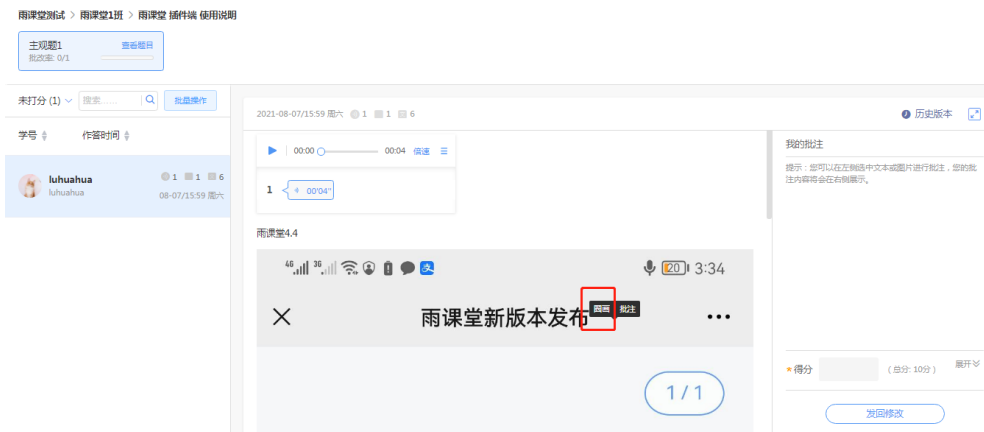 雨课堂测试 > 雨课堂1班 > 雨课堂 插件端 使用说明
主观题1 查看题目
批改率: 0/1
未打分 (1) 搜索...... 批量操作
学号 作答时间
luhuahua 1 1 6
luhuahua 08-07/15:59 周六
2021-08-07/15:59 周六 1 1 6
历史版本
00:00 00:04 倍速
1 00'04"
雨课堂4.4
4G 3G 20 3:34
雨课堂新版本发布 圈画 批注
1/1
我的批注
提示：您可以在左侧选中文本或图片进行批注，您的批
注内容将会在右侧展示。
*得分 （总分: 10分） 展开
发回修改